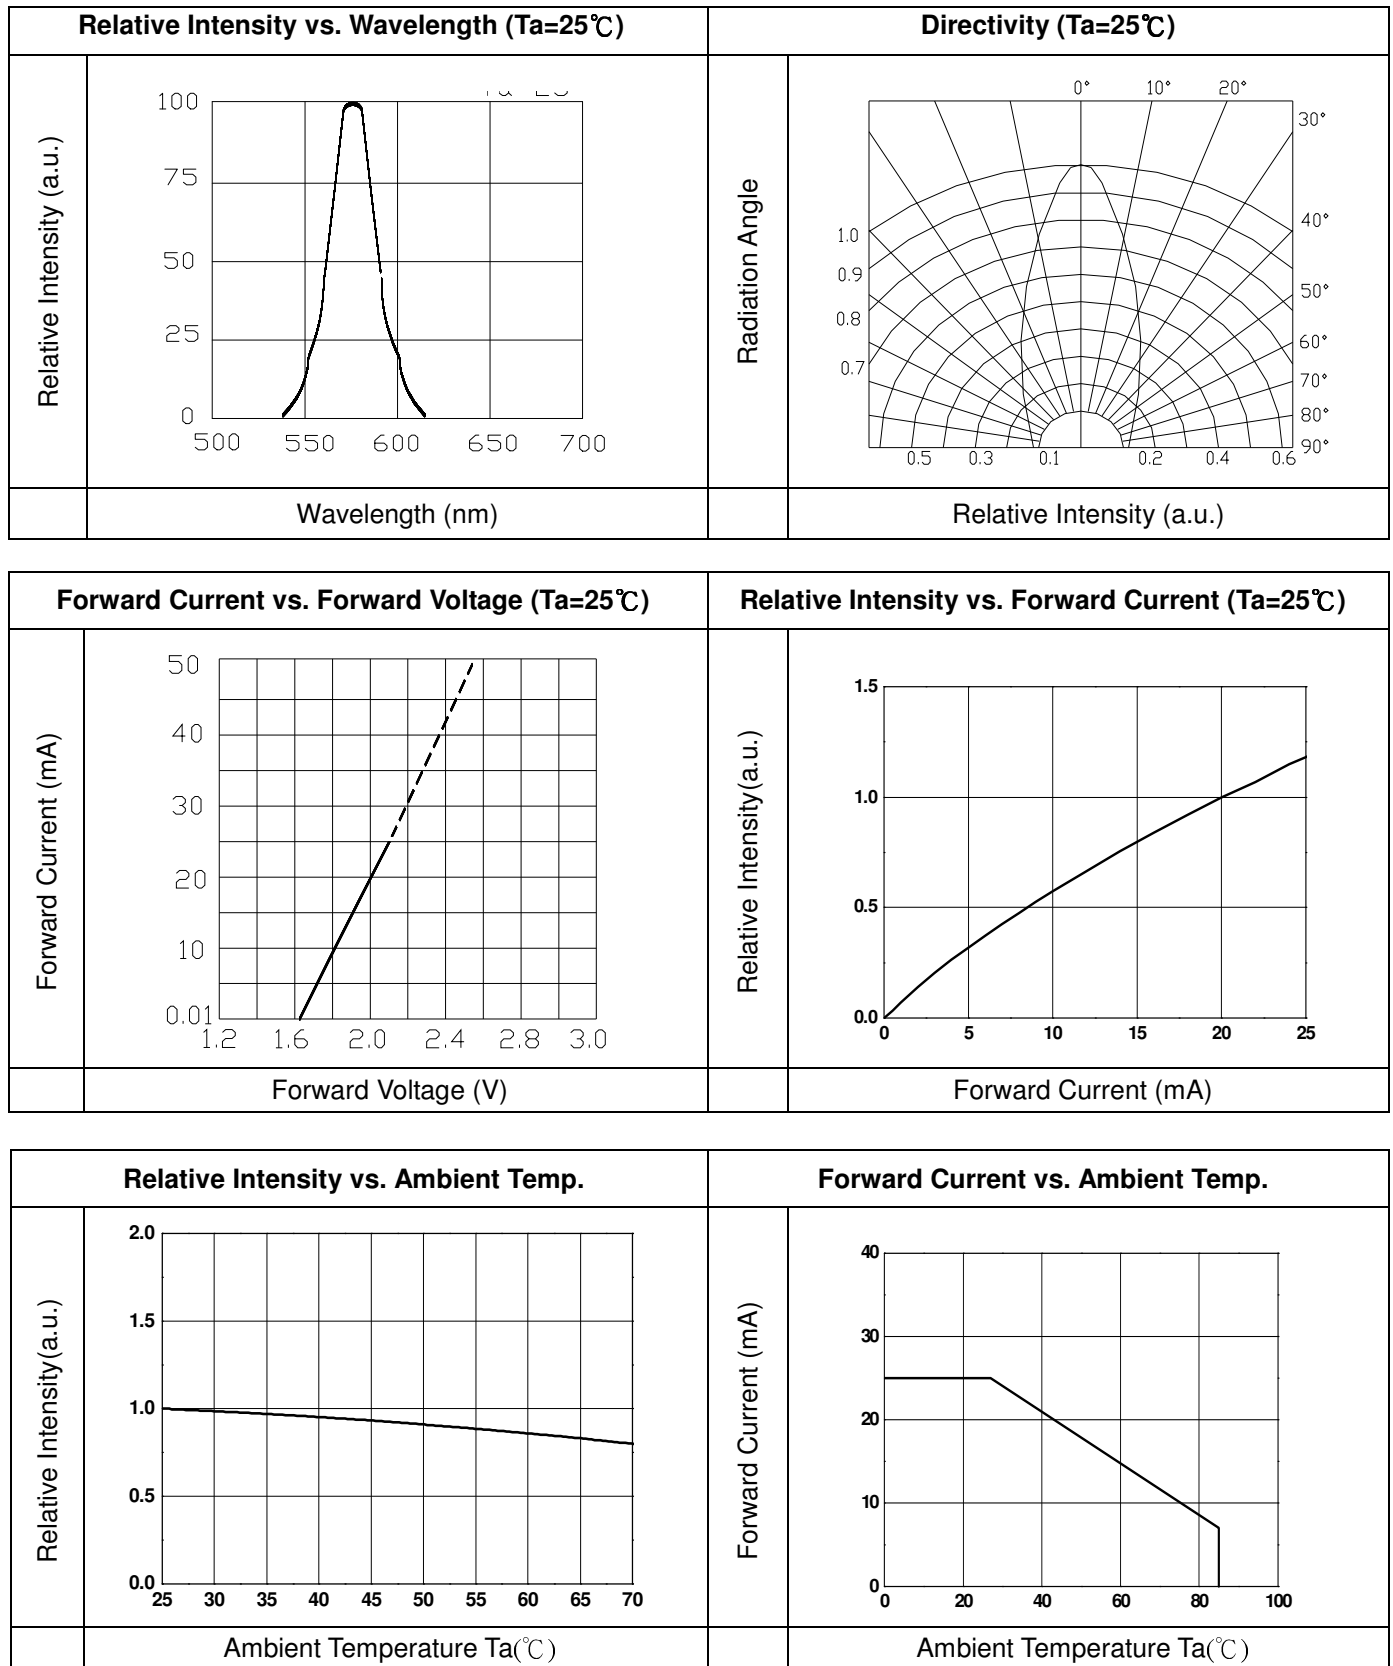 Relative Intensity vs. Wavelength (Ta=25℃)
Directivity (Ta=25℃)
Relative Intensity (a.u.)
100
75
50
25
0
500 550 600 650 700
Wavelength (nm)
Radiation Angle
0° 10° 20°
30°
40°
50°
60°
70°
80°
90°
1.0
0.9
0.8
0.7
0.5 0.3 0.1 0.2 0.4 0.6
Relative Intensity (a.u.)
Forward Current vs. Forward Voltage (Ta=25℃)
Relative Intensity vs. Forward Current (Ta=25℃)
Forward Current (mA)
50
40
30
20
10
0.01
1.2 1.6 2.0 2.4 2.8 3.0
Forward Voltage (V)
Relative Intensity(a.u.)
1.5
1.0
0.5
0.0
0 5 10 15 20 25
Forward Current (mA)
Relative Intensity vs. Ambient Temp.
Forward Current vs. Ambient Temp.
Relative Intensity(a.u.)
2.0
1.5
1.0
0.5
0.0
25 30 35 40 45 50 55 60 65 70
Ambient Temperature Ta(℃)
Forward Current (mA)
40
30
20
10
0
0 20 40 60 80 100
Ambient Temperature Ta(℃)